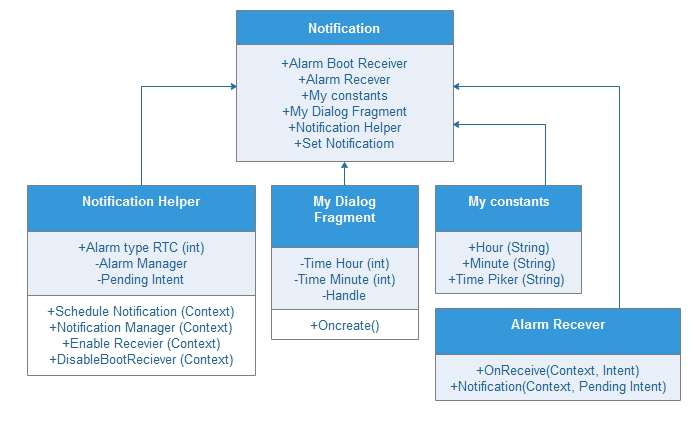 Notification
+Alarm Boot Receiver
+Alarm Recever
+My constants
+My Dialog Fragment
+Notification Helper
+Set Notificatiom
Notification Helper
+Alarm type RTC (int)
-Alarm Manager
-Pending Intent
+Schedule Notification (Context)
+Notification Manager (Context)
+Enable Recevier (Context)
+DisableBootReciever (Context)
My Dialog
Fragment
-Time Hour (int)
-Time Minute (int)
-Handle
+Oncreate()
My constants
+Hour (String)
+Minute (String)
+Time Piker (String)
Alarm Recever
+OnReceive(Context, Intent)
+Notification(Context, Pending Intent)